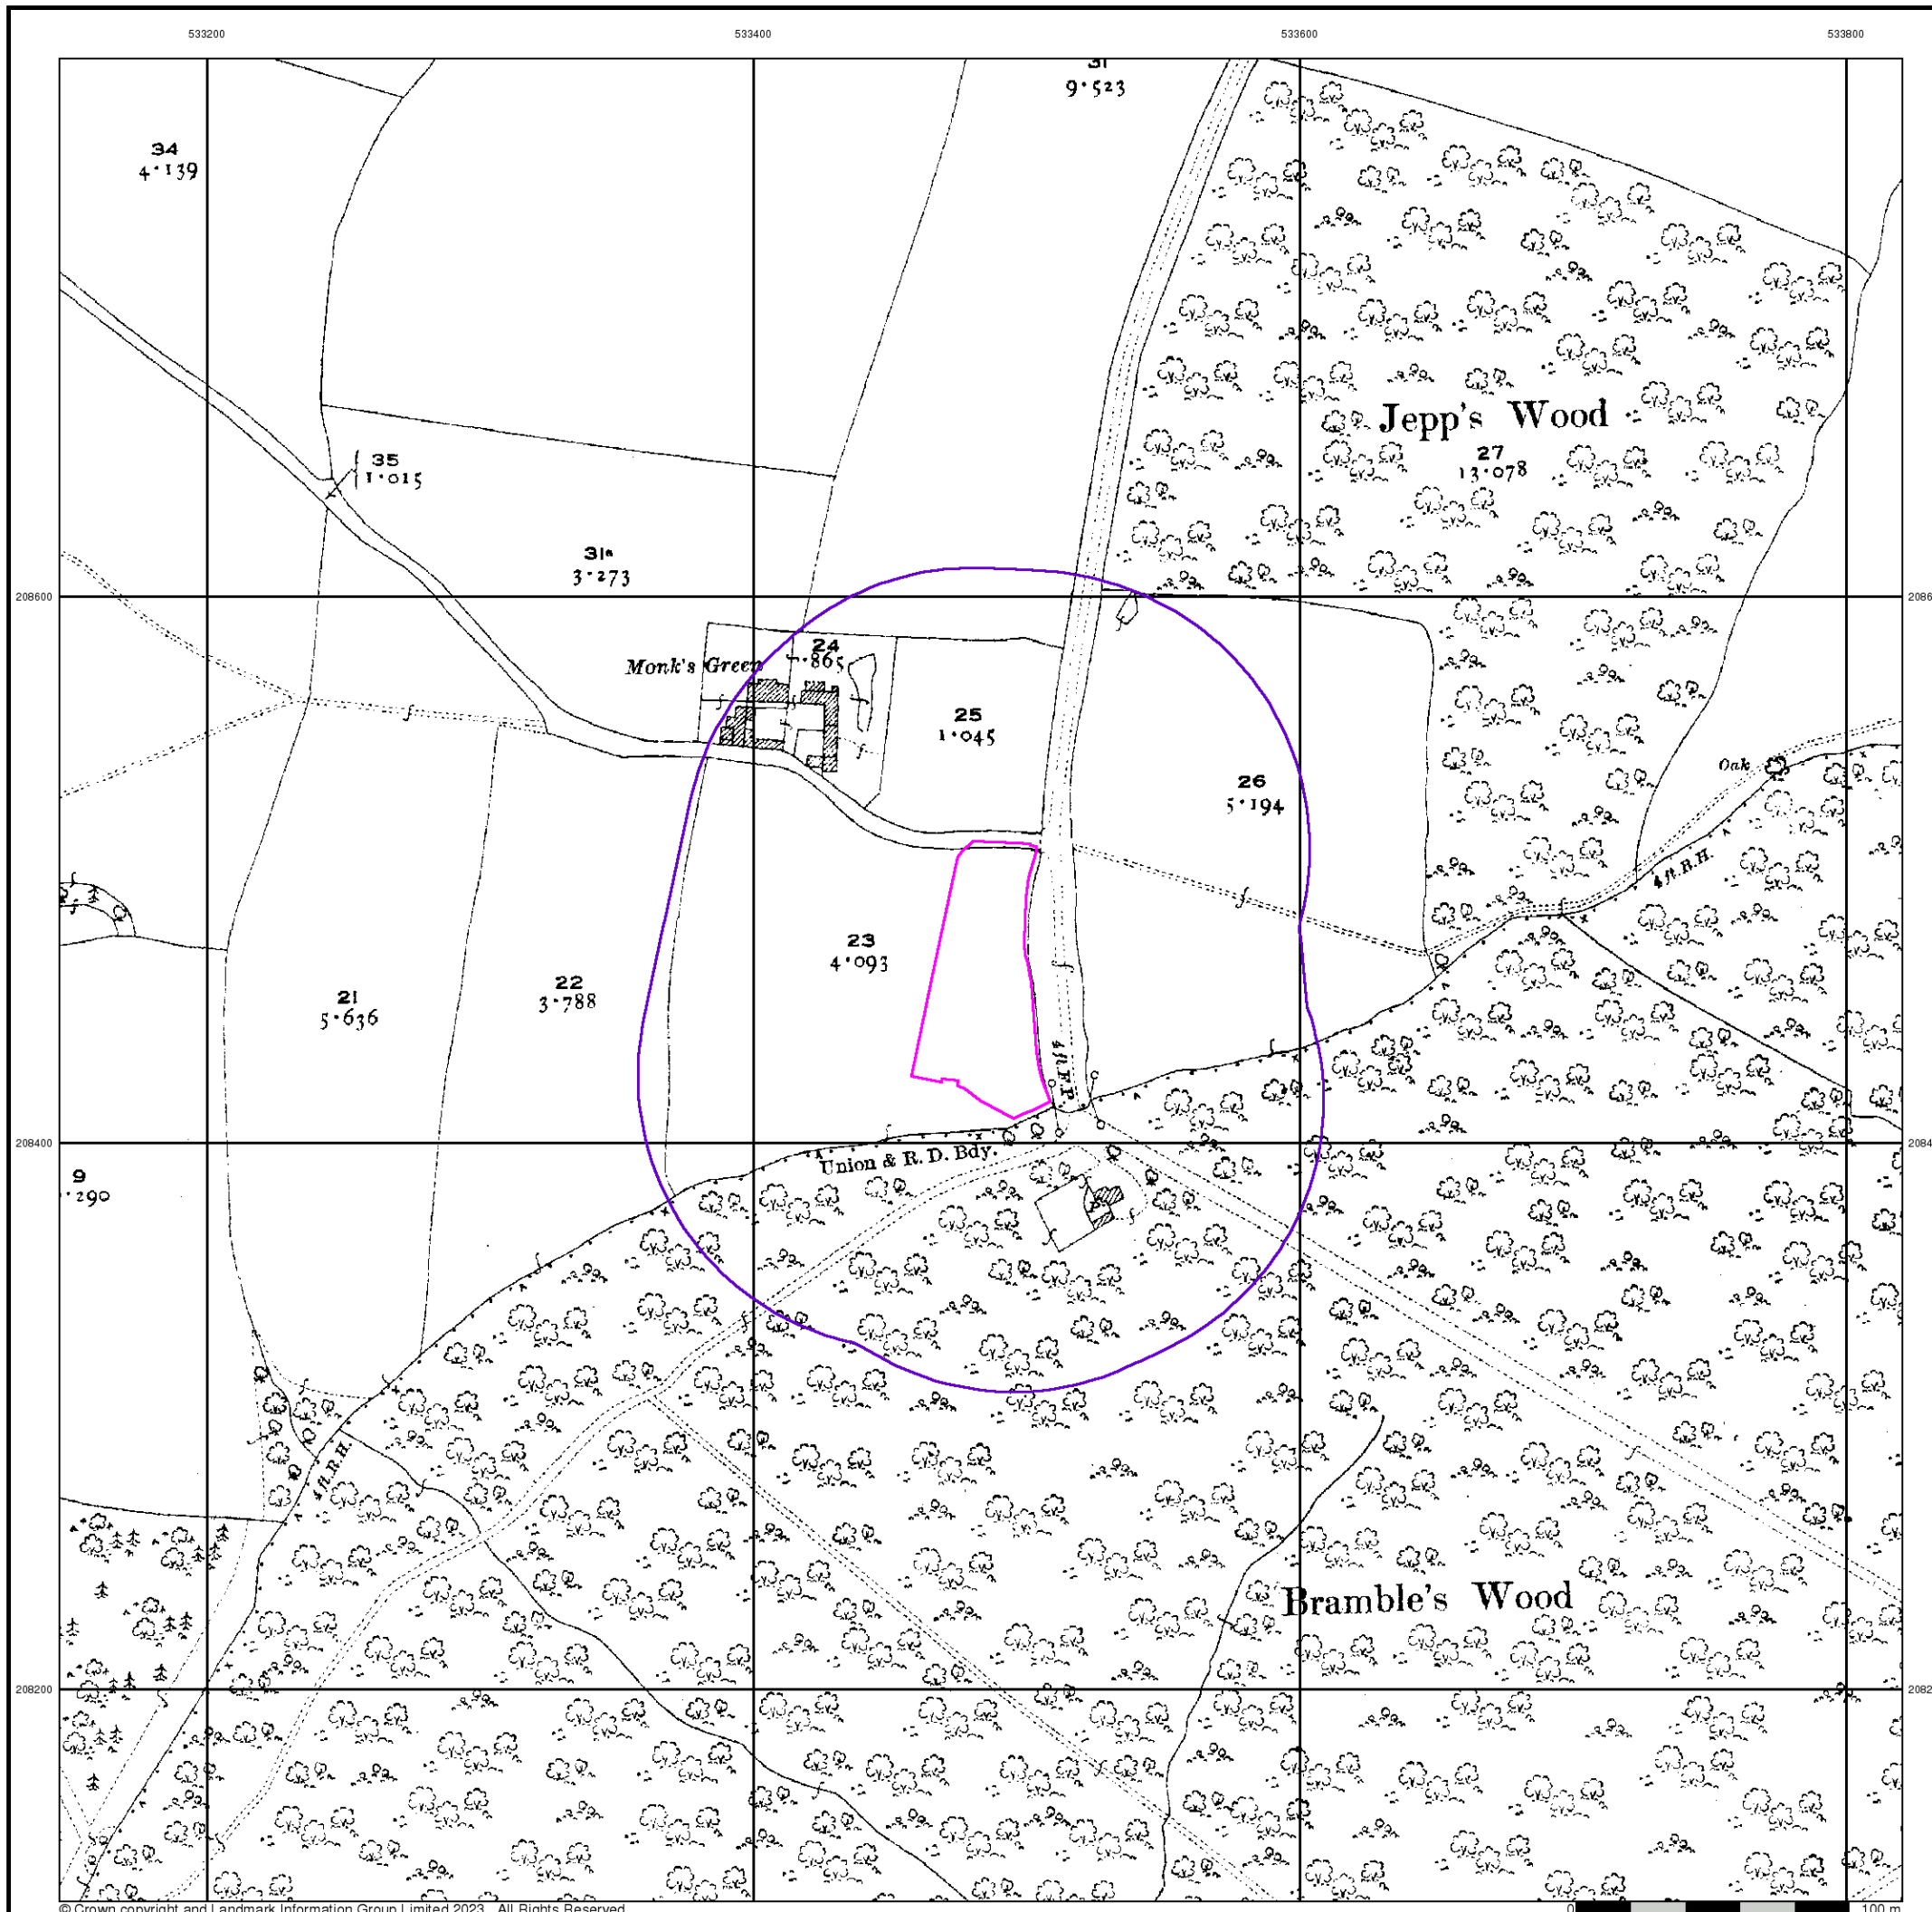 533200
533400
533600
533800
31
9·523
34
4·139
Jepp's Wood
27
13·078
35
1·015
31a
3·273
208600
Monk's Green
24
·865
25
1·045
Oak
26
5·194
4 ft. R.H.
23
4·093
22
3·788
21
5·636
4 ft. F.P.
208400
Union & R. D. Bdy.
9
·290
4 ft. R.H.
Bramble's Wood
208200
© Crown copyright and Landmark Information Group Limited 2023. All Rights Reserved.
0
100 m